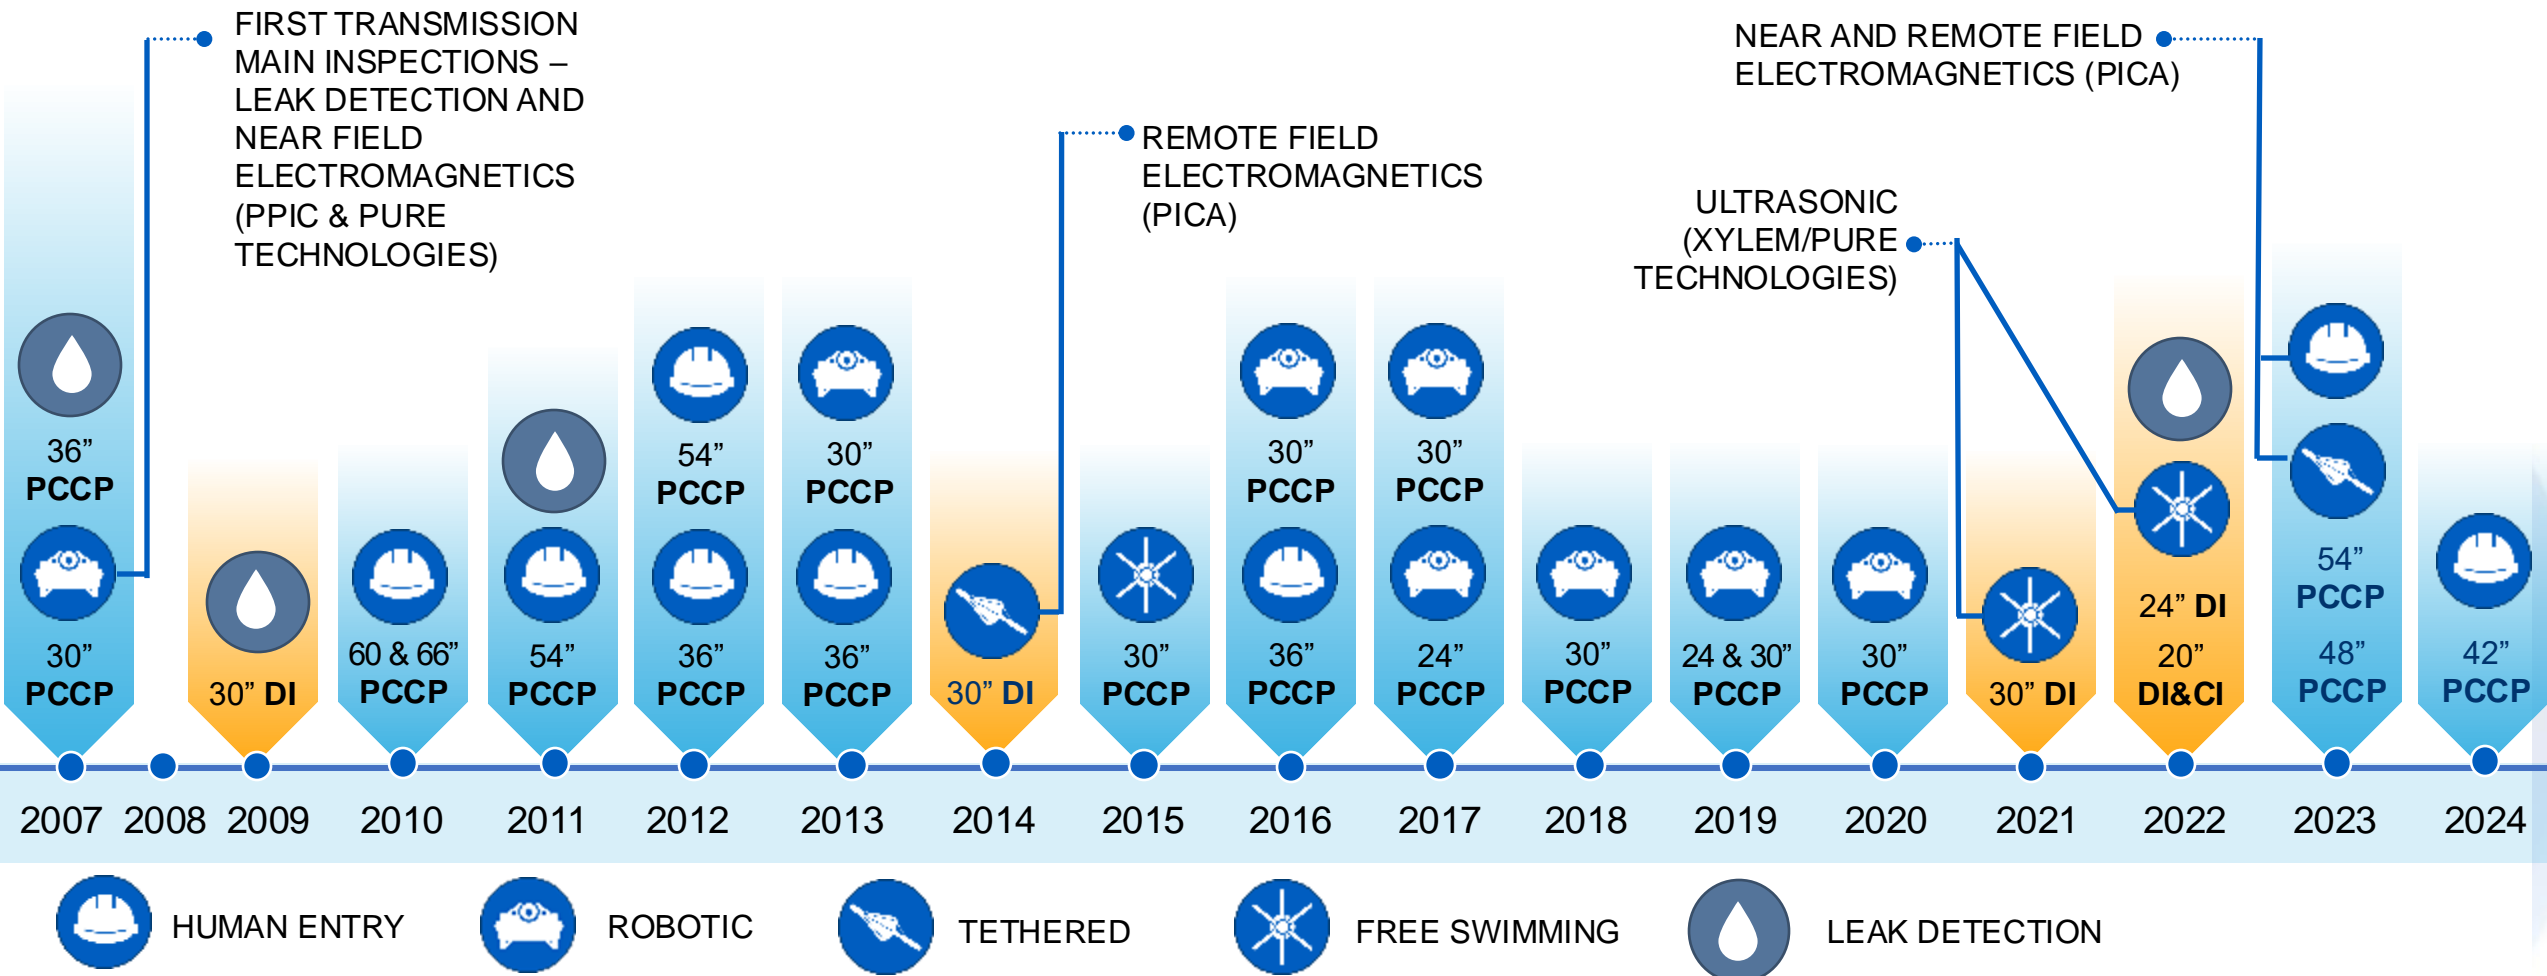 FIRST TRANSMISSION
MAIN INSPECTIONS –
LEAK DETECTION AND
NEAR FIELD
ELECTROMAGNETICS
(PPIC & PURE
TECHNOLOGIES)
REMOTE FIELD
ELECTROMAGNETICS
(PICA)
ULTRASONIC
(XYLEM/PURE
TECHNOLOGIES)
NEAR AND REMOTE FIELD
ELECTROMAGNETICS (PICA)
36”
PCCP
30”
PCCP
30” DI
60 & 66”
PCCP
54”
PCCP
54”
PCCP
36”
PCCP
30”
PCCP
36”
PCCP
30” DI
30”
PCCP
30”
PCCP
36”
PCCP
30”
PCCP
24”
PCCP
30”
PCCP
24 & 30”
PCCP
30”
PCCP
30” DI
24” DI
20”
DI&CI
54”
PCCP
48”
PCCP
42”
PCCP
2007 2008 2009 2010 2011 2012 2013 2014 2015 2016 2017 2018 2019 2020 2021 2022 2023 2024
HUMAN ENTRY ROBOTIC TETHERED FREE SWIMMING LEAK DETECTION